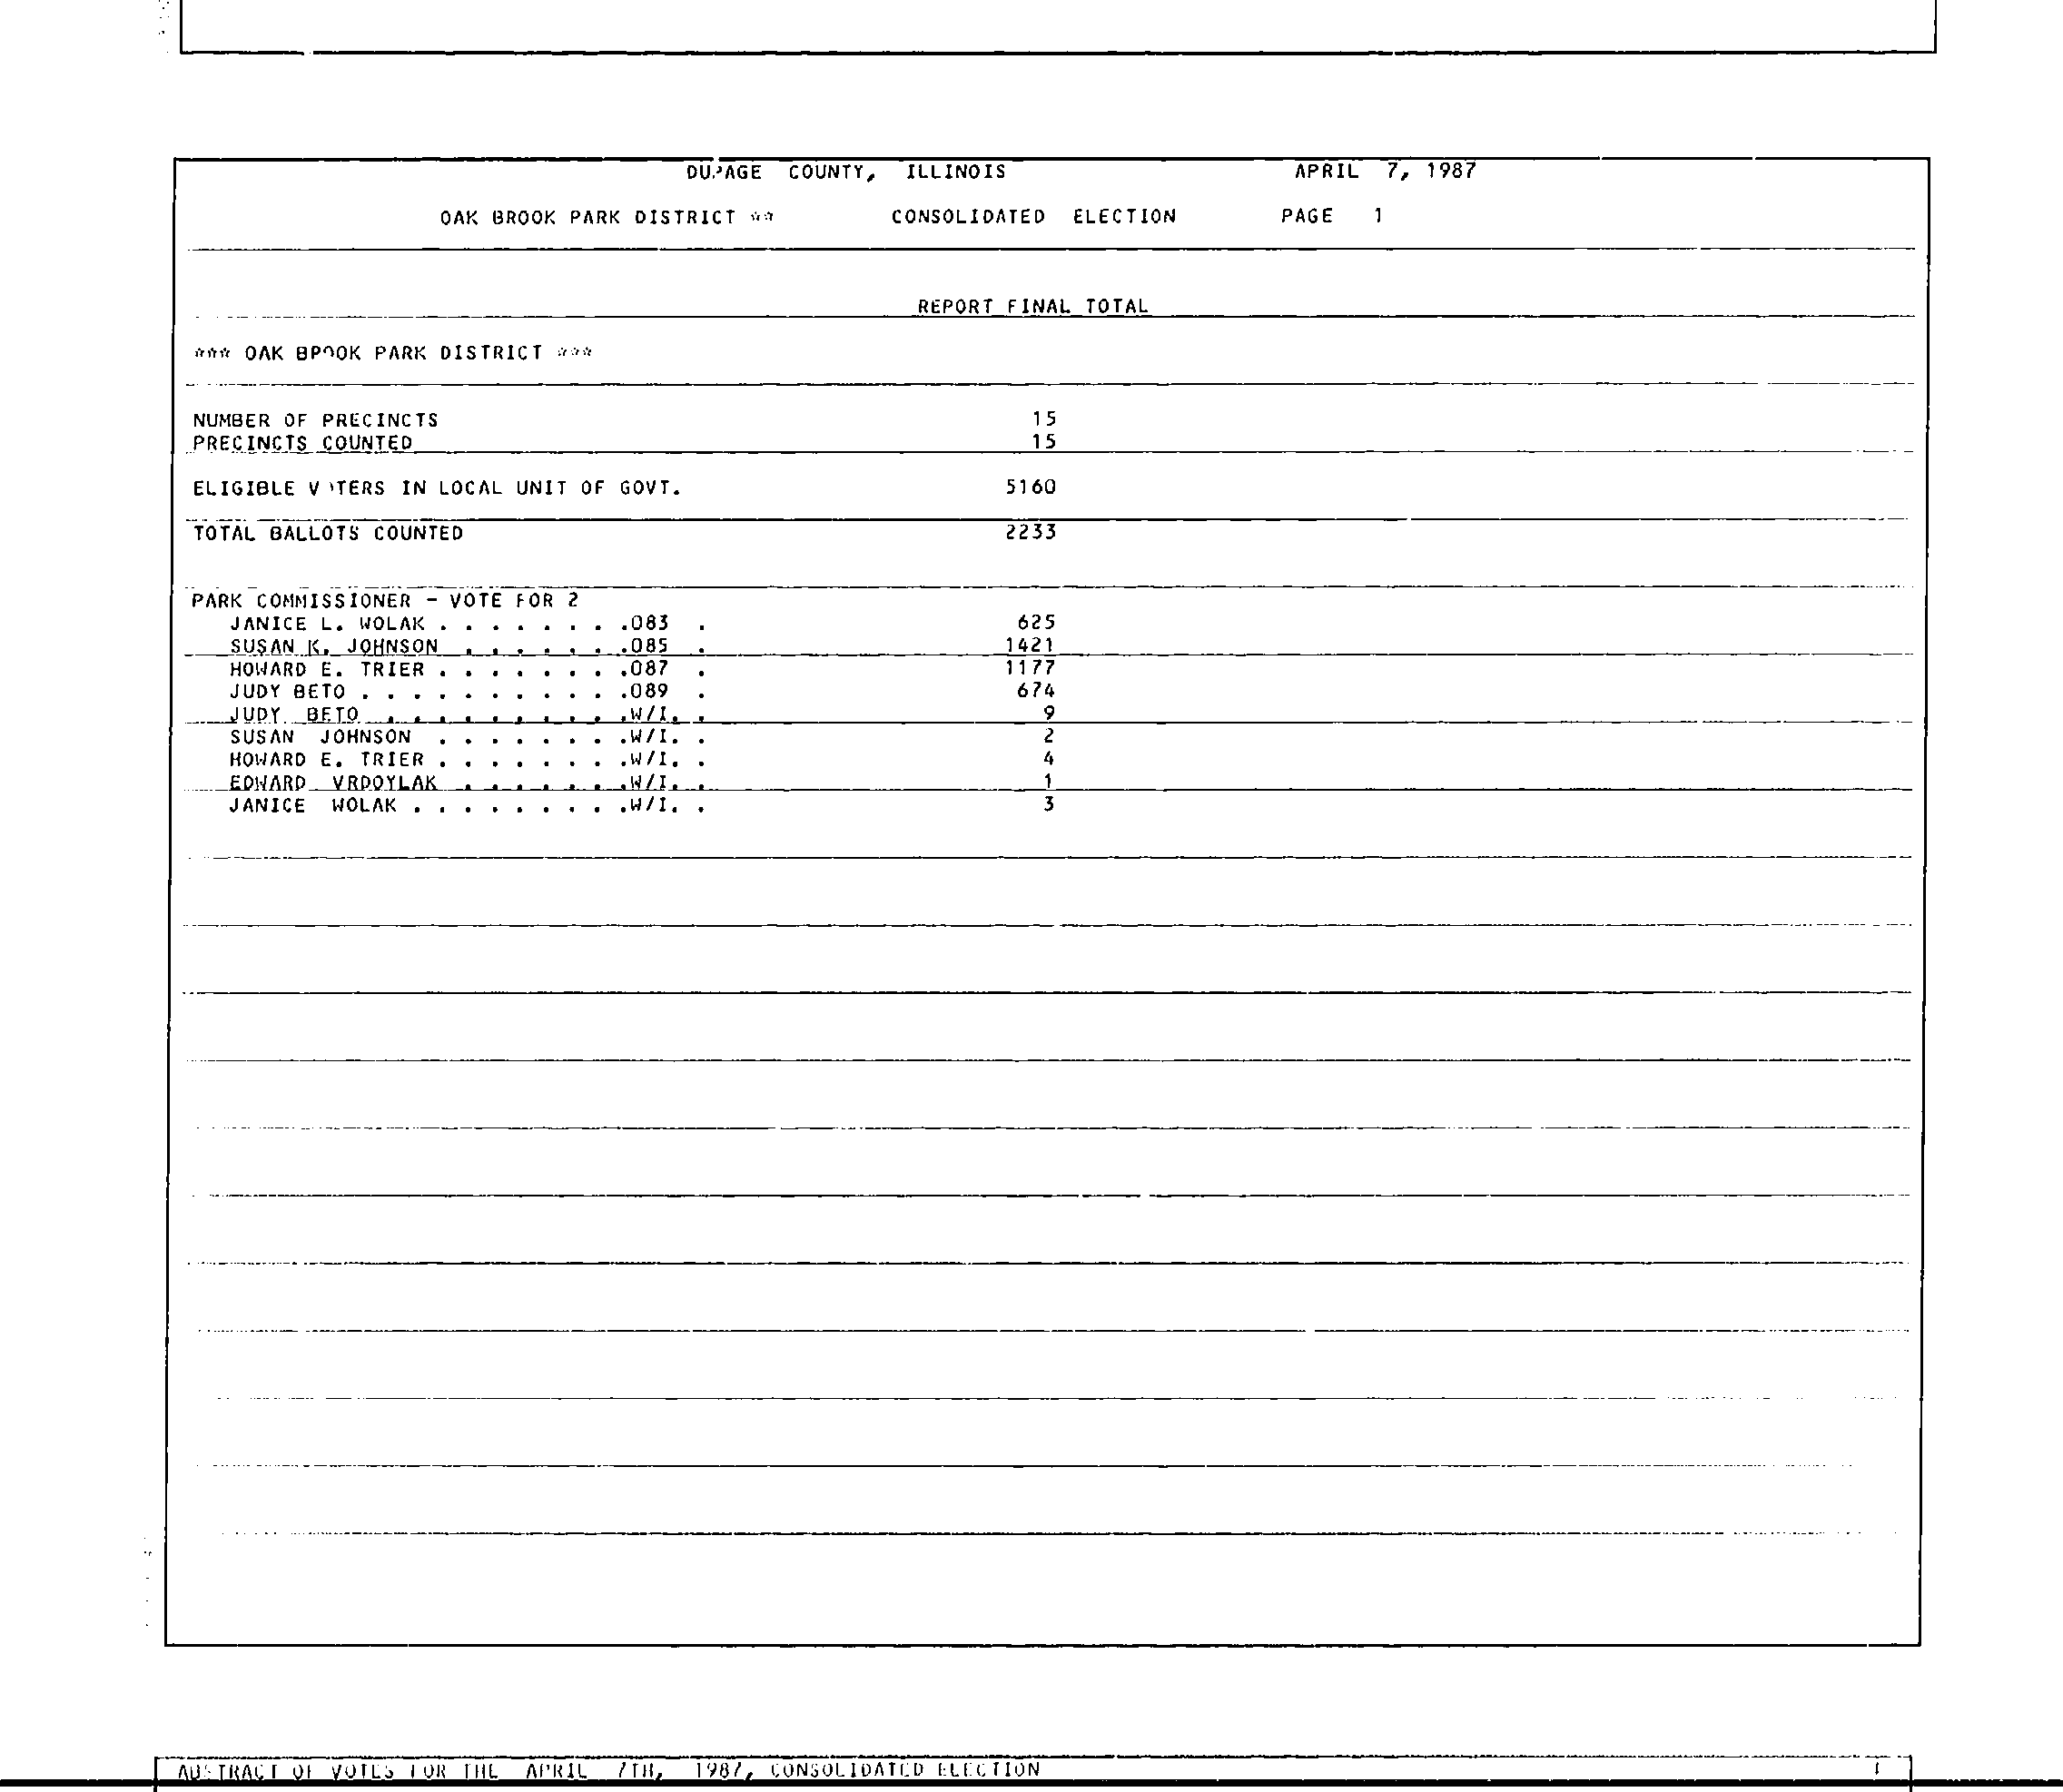 DUPAGE COUNTY, ILLINOIS APRIL 7, 1987
OAK BROOK PARK DISTRICT ** CONSOLIDATED ELECTION PAGE 1
REPORT FINAL TOTAL
*** OAK BROOK PARK DISTRICT ***
NUMBER OF PRECINCTS 15
PRECINCTS COUNTED 15
ELIGIBLE VOTERS IN LOCAL UNIT OF GOVT. 5160
TOTAL BALLOTS COUNTED 2233
PARK COMMISSIONER - VOTE FOR 2
JANICE L. WOLAK . . . . . . . .083 . 625
SUSAN K. JOHNSON . . . . . . .085 . 1421
HOWARD E. TRIER . . . . . . . .087 . 1177
JUDY BETO . . . . . . . . . . .089 . 674
JUDY BETO . . . . . . . . . .W/I. . 9
SUSAN JOHNSON . . . . . . . .W/I. . 2
HOWARD E. TRIER . . . . . . . .W/I. . 4
EDWARD VRDOYLAK . . . . . . .W/I. . 1
JANICE WOLAK . . . . . . . . .W/I. . 3
ABSTRACT OF VOTES FOR THE APRIL 7TH, 1987, CONSOLIDATED ELECTION